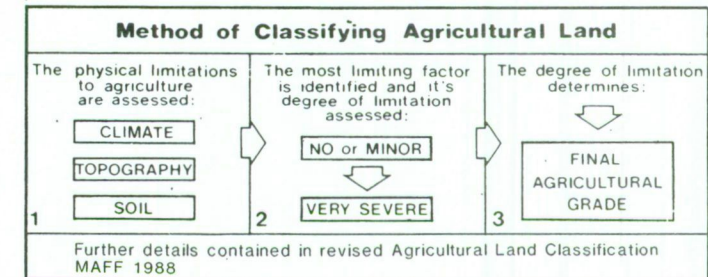 Method of Classifying Agricultural Land
The physical limitations
to agriculture
are assessed:
CLIMATE
TOPOGRAPHY
SOIL
1
The most limiting factor
is identified and it's
degree of limitation
assessed:
NO or MINOR
VERY SEVERE
2
The degree of limitation
determines:
FINAL
AGRICULTURAL
GRADE
3
Further details contained in revised Agricultural Land Classification
MAFF 1988